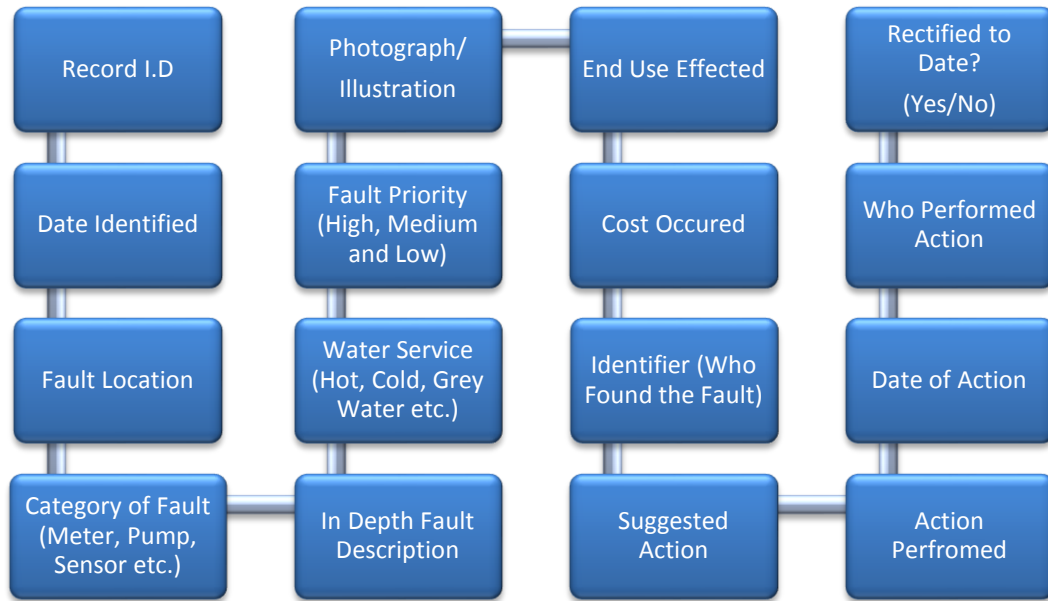 Record I.D
Date Identified
Fault Location
Category of Fault
(Meter, Pump,
Sensor etc.)
In Depth Fault
Description
Water Service
(Hot, Cold, Grey
Water etc.)
Fault Priority
(High, Medium
and Low)
Photograph/
Illustration
End Use Effected
Cost Occured
Identifier (Who
Found the Fault)
Suggested
Action
Action
Perfromed
Date of Action
Who Performed
Action
Rectified to
Date?
(Yes/No)